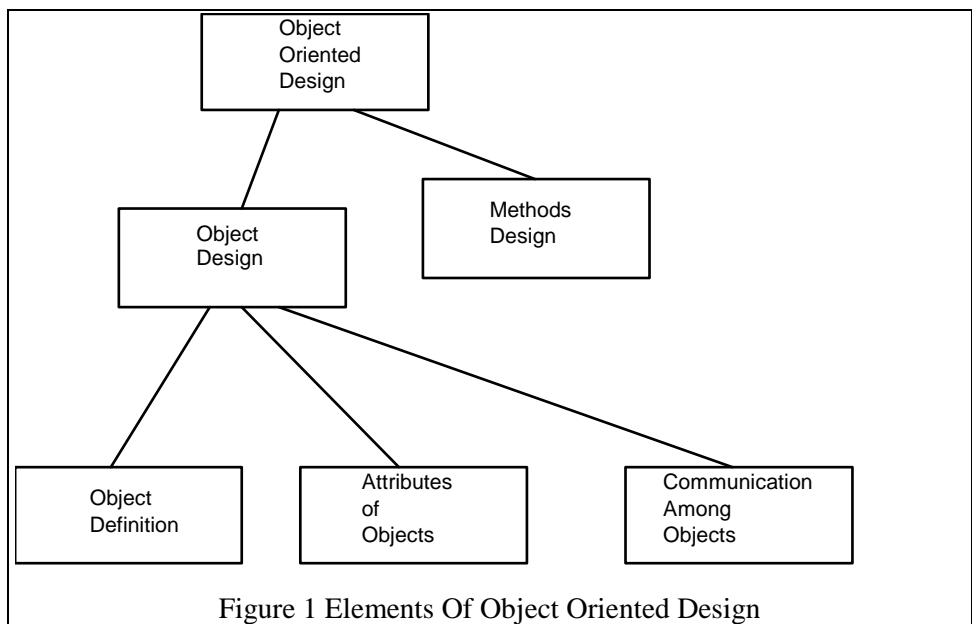 Object
Oriented
Design
Methods
Design
Object
Design
Object
Definition
Attributes
of
Objects
Communication
Among
Objects
Figure 1 Elements Of Object Oriented Design